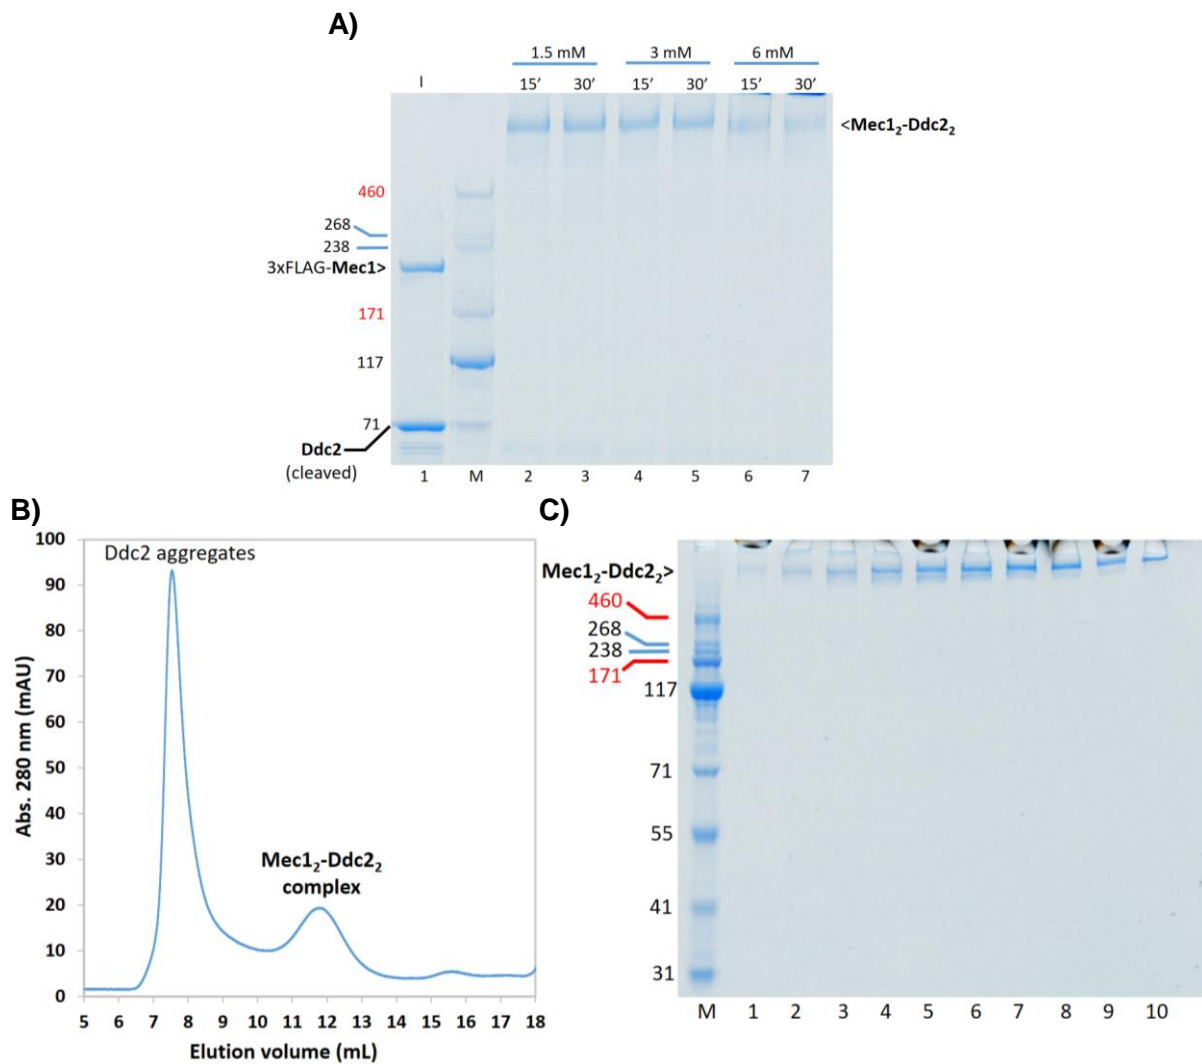 A)
1.5 mM 3 mM 6 mM
I 15’ 30’ 15’ 30’ 15’ 30’
<Mec1₂-Ddc2₂
460
268
238
3xFLAG-Mec1>
171
117
71
Ddc2
(cleaved)
1 M 2 3 4 5 6 7
B)
100
90
80
70
60
50
40
30
20
10
0
Abs. 280 nm (mAU)
Ddc2 aggregates
Mec1₂-Ddc2₂
complex
5 6 7 8 9 10 11 12 13 14 15 16 17 18
Elution volume (mL)
C)
Mec1₂-Ddc2₂>
460
268
238
171
117
71
55
41
31
M 1 2 3 4 5 6 7 8 9 10